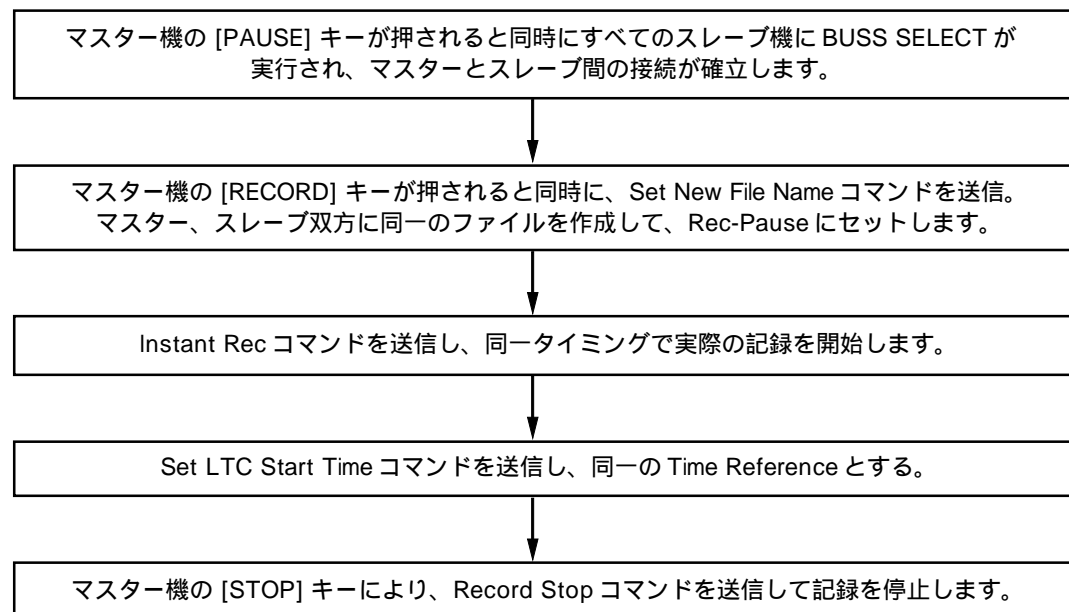 マスター機の [PAUSE] キーが押されると同時にすべてのスレーブ機に BUSS SELECT が
実行され、マスターとスレーブ間の接続が確立します。
マスター機の [RECORD] キーが押されると同時に、Set New File Name コマンドを送信。
マスター、スレーブ双方に同一のファイルを作成して、Rec-Pause にセットします。
Instant Rec コマンドを送信し、同一タイミングで実際の記録を開始します。
Set LTC Start Time コマンドを送信し、同一の Time Reference とする。
マスター機の [STOP] キーにより、Record Stop コマンドを送信して記録を停止します。